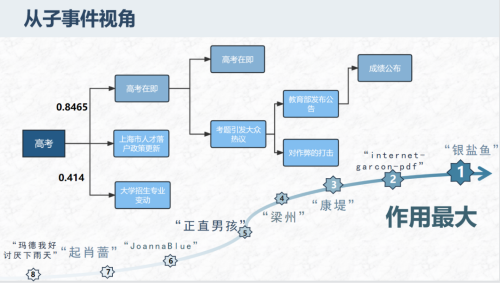 从子事件视角
高考在即
成绩公布
高考在即
0.8465
教育部发布公
告
高考
上海市人才落
户政策更新
考题引发大众
热议
对作弊的打击
0.414
大学招生专业
变动
“internet-
garcon-pdf”
“银盐鱼”
1
2
3
4
“康堤”
“梁州”
作用最大
“正直男孩”
5
“JoannaBlue”
6
“起肖蔷”
7
“玛德我好
讨厌下雨天”
8